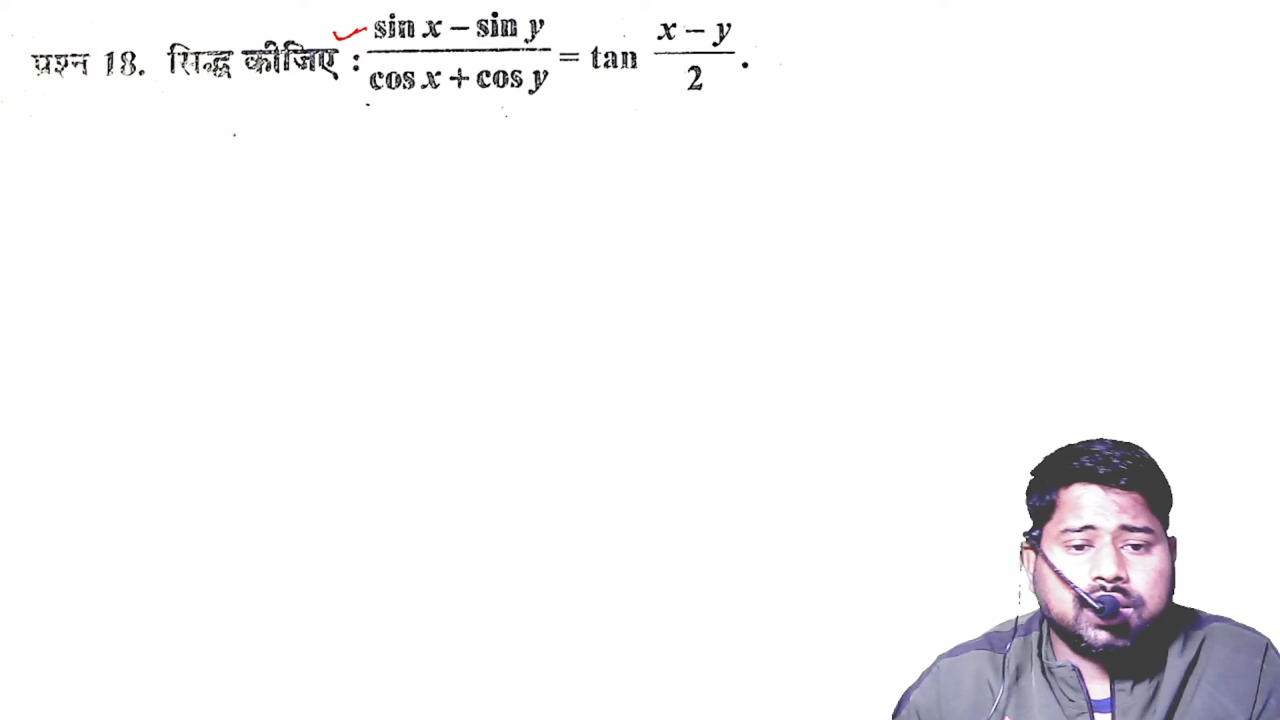 प्रश्न 18. सिद्ध कीजिए : (sin x – sin y)/(cos x + cos y) = tan (x – y)/2 .